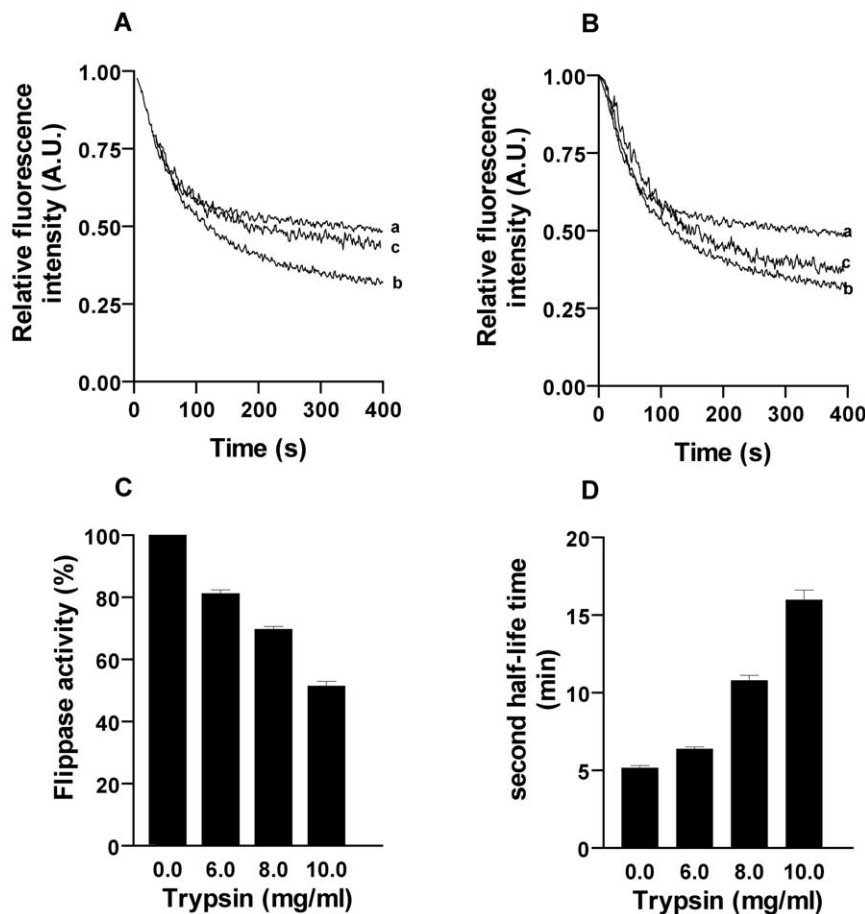 A
Relative fluorescence
intensity (A.U.)
1.00
0.75
0.50
0.25
0.00
a
c
b
0 100 200 300 400
Time (s)
B
Relative fluorescence
intensity (A.U.)
1.00
0.75
0.50
0.25
0.00
a
c
b
0 100 200 300 400
Time (s)
C
Flippase activity (%)
100
80
60
40
20
0
0.0 6.0 8.0 10.0
Trypsin (mg/ml)
D
second half-life time
(min)
20
15
10
5
0
0.0 6.0 8.0 10.0
Trypsin (mg/ml)